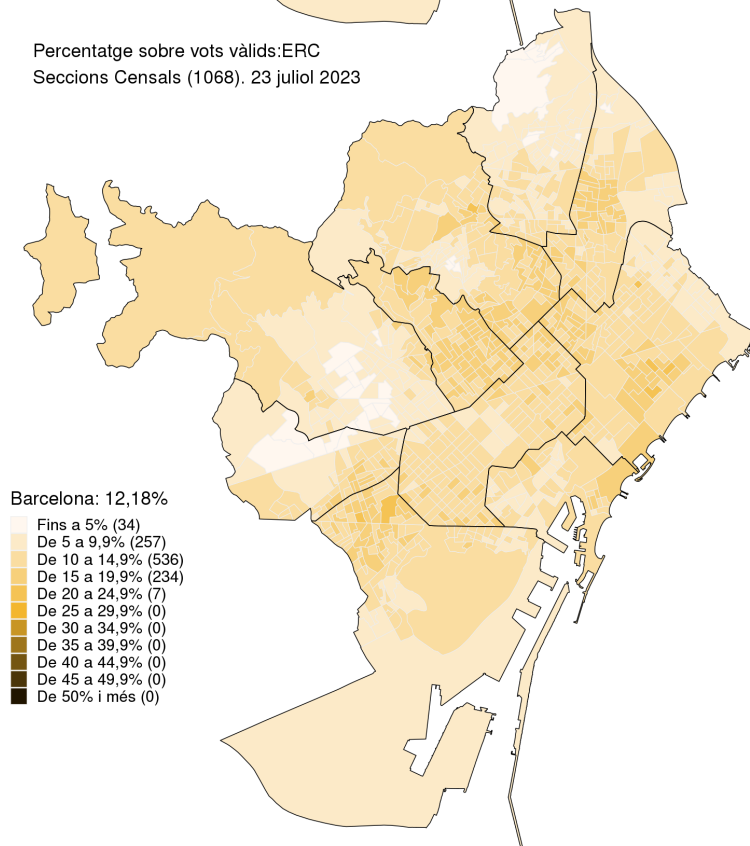 Percentatge sobre vots vàlids:ERC
Seccions Censals (1068). 23 juliol 2023
Barcelona: 12,18%
Fins a 5% (34)
De 5 a 9,9% (257)
De 10 a 14,9% (536)
De 15 a 19,9% (234)
De 20 a 24,9% (7)
De 25 a 29,9% (0)
De 30 a 34,9% (0)
De 35 a 39,9% (0)
De 40 a 44,9% (0)
De 45 a 49,9% (0)
De 50% i més (0)